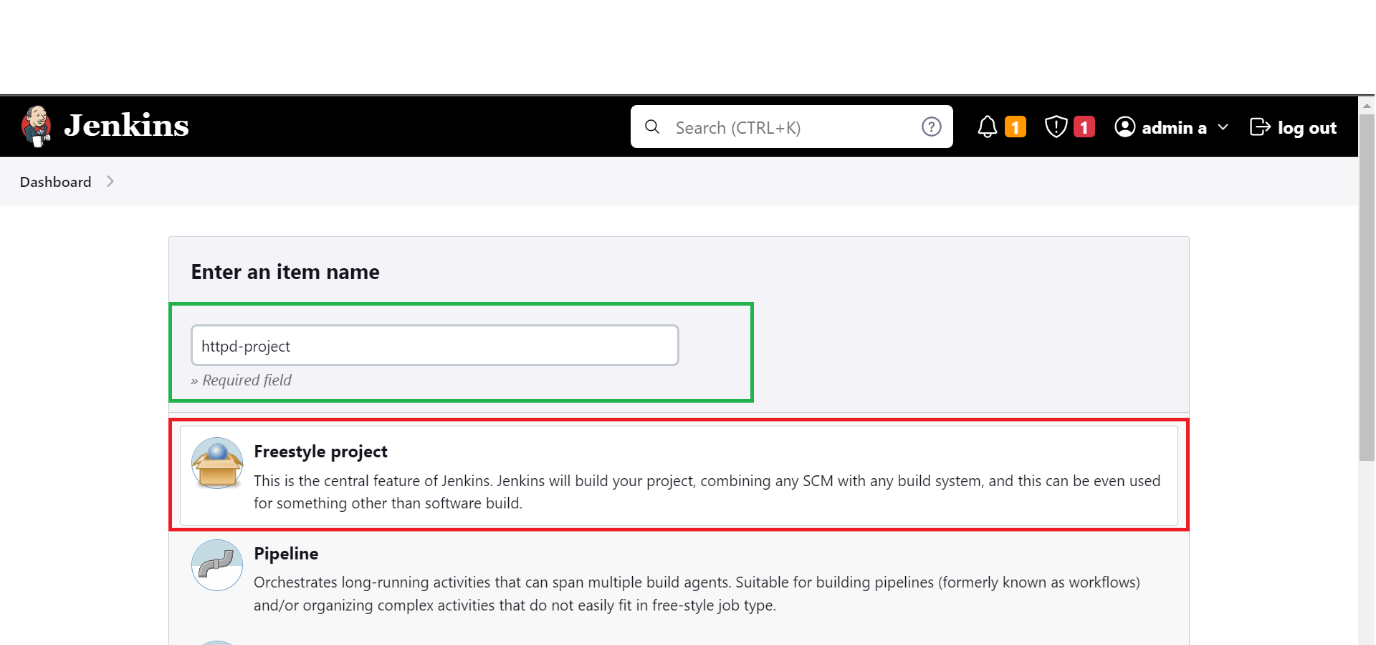 Jenkins
Search (CTRL+K)
1
1
admin a
log out
Dashboard
Enter an item name
httpd-project
» Required field
Freestyle project
This is the central feature of Jenkins. Jenkins will build your project, combining any SCM with any build system, and this can be even used
for something other than software build.
Pipeline
Orchestrates long-running activities that can span multiple build agents. Suitable for building pipelines (formerly known as workflows)
and/or organizing complex activities that do not easily fit in free-style job type.